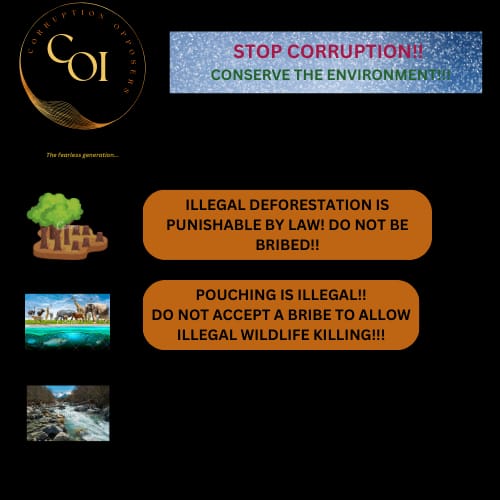 CORRUPTION OPPOSERS
COI
The fearless generation...
STOP CORRUPTION!!
CONSERVE THE ENVIRONMENT!!!
ILLEGAL DEFORESTATION IS
PUNISHABLE BY LAW! DO NOT BE
BRIBED!!
POUCHING IS ILLEGAL!!
DO NOT ACCEPT A BRIBE TO ALLOW
ILLEGAL WILDLIFE KILLING!!!